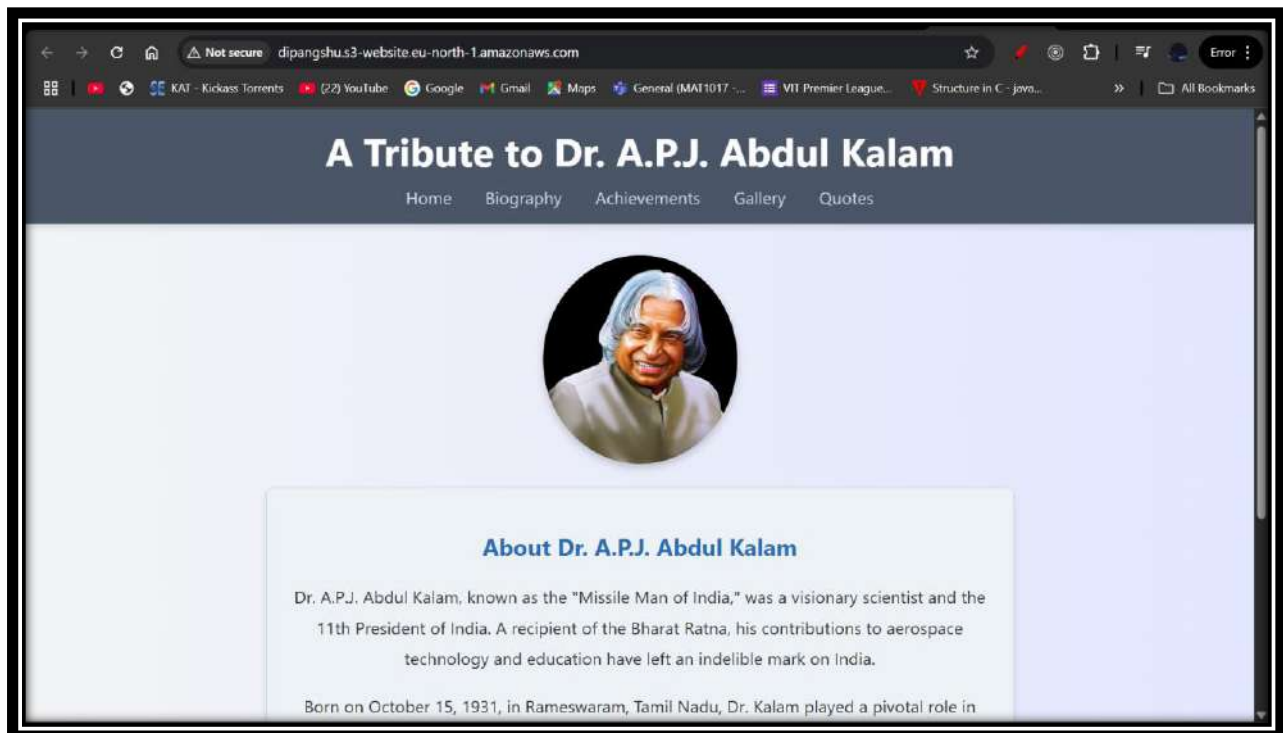 Not secure dipangshu.s3-website.eu-north-1.amazonaws.com Error
KAT - Kickass Torrents (22) YouTube Google Gmail Maps General (MAT1017 -... VIT Premier League... Structure in C - java... » All Bookmarks
A Tribute to Dr. A.P.J. Abdul Kalam
Home Biography Achievements Gallery Quotes
About Dr. A.P.J. Abdul Kalam
Dr. A.P.J. Abdul Kalam, known as the "Missile Man of India," was a visionary scientist and the
11th President of India. A recipient of the Bharat Ratna, his contributions to aerospace
technology and education have left an indelible mark on India.
Born on October 15, 1931, in Rameswaram, Tamil Nadu, Dr. Kalam played a pivotal role in